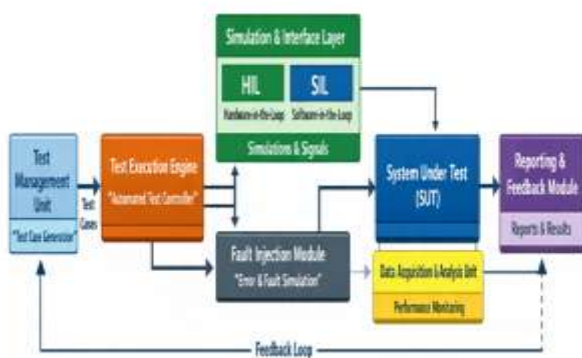 Simulation & Interface Layer
HIL
SIL
Hardware-in-the-Loop
Software-in-the-Loop
Simulations & Signals
Test
Management
Unit
"Test Case Generation"
Test
Cases
Test Execution Engine
"Automated Test Controller"
System Under Test
(SUT)
Reporting &
Feedback Module
Reports & Results
Fault Injection Module
"Error & Fault Simulation"
Data Acquisition & Analysis Unit
Performance Monitoring
Feedback Loop